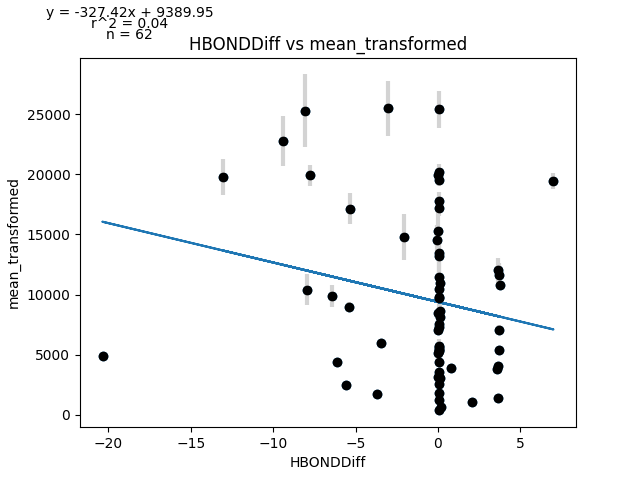 y = -327.42x + 9389.95
r^2 = 0.04
n = 62
HBONDDiff vs mean_transformed
mean_transformed
25000
20000
15000
10000
5000
0
−20
−15
−10
−5
0
5
HBONDDiff